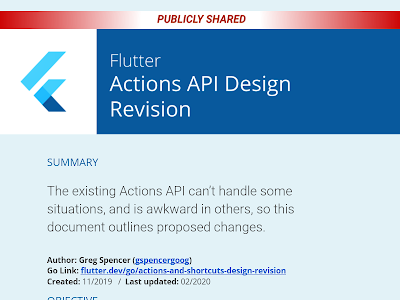 PUBLICLY SHARED
Flutter
Actions API Design
Revision
SUMMARY
The existing Actions API can't handle some
situations, and is awkward in others, so this
document outlines proposed changes.
Author: Greg Spencer (gspencergoog)
Go Link: flutter.dev/go/actions-and-shortcuts-design-revision
Created: 11/2019 / Last updated: 02/2020
OBJECTIVE